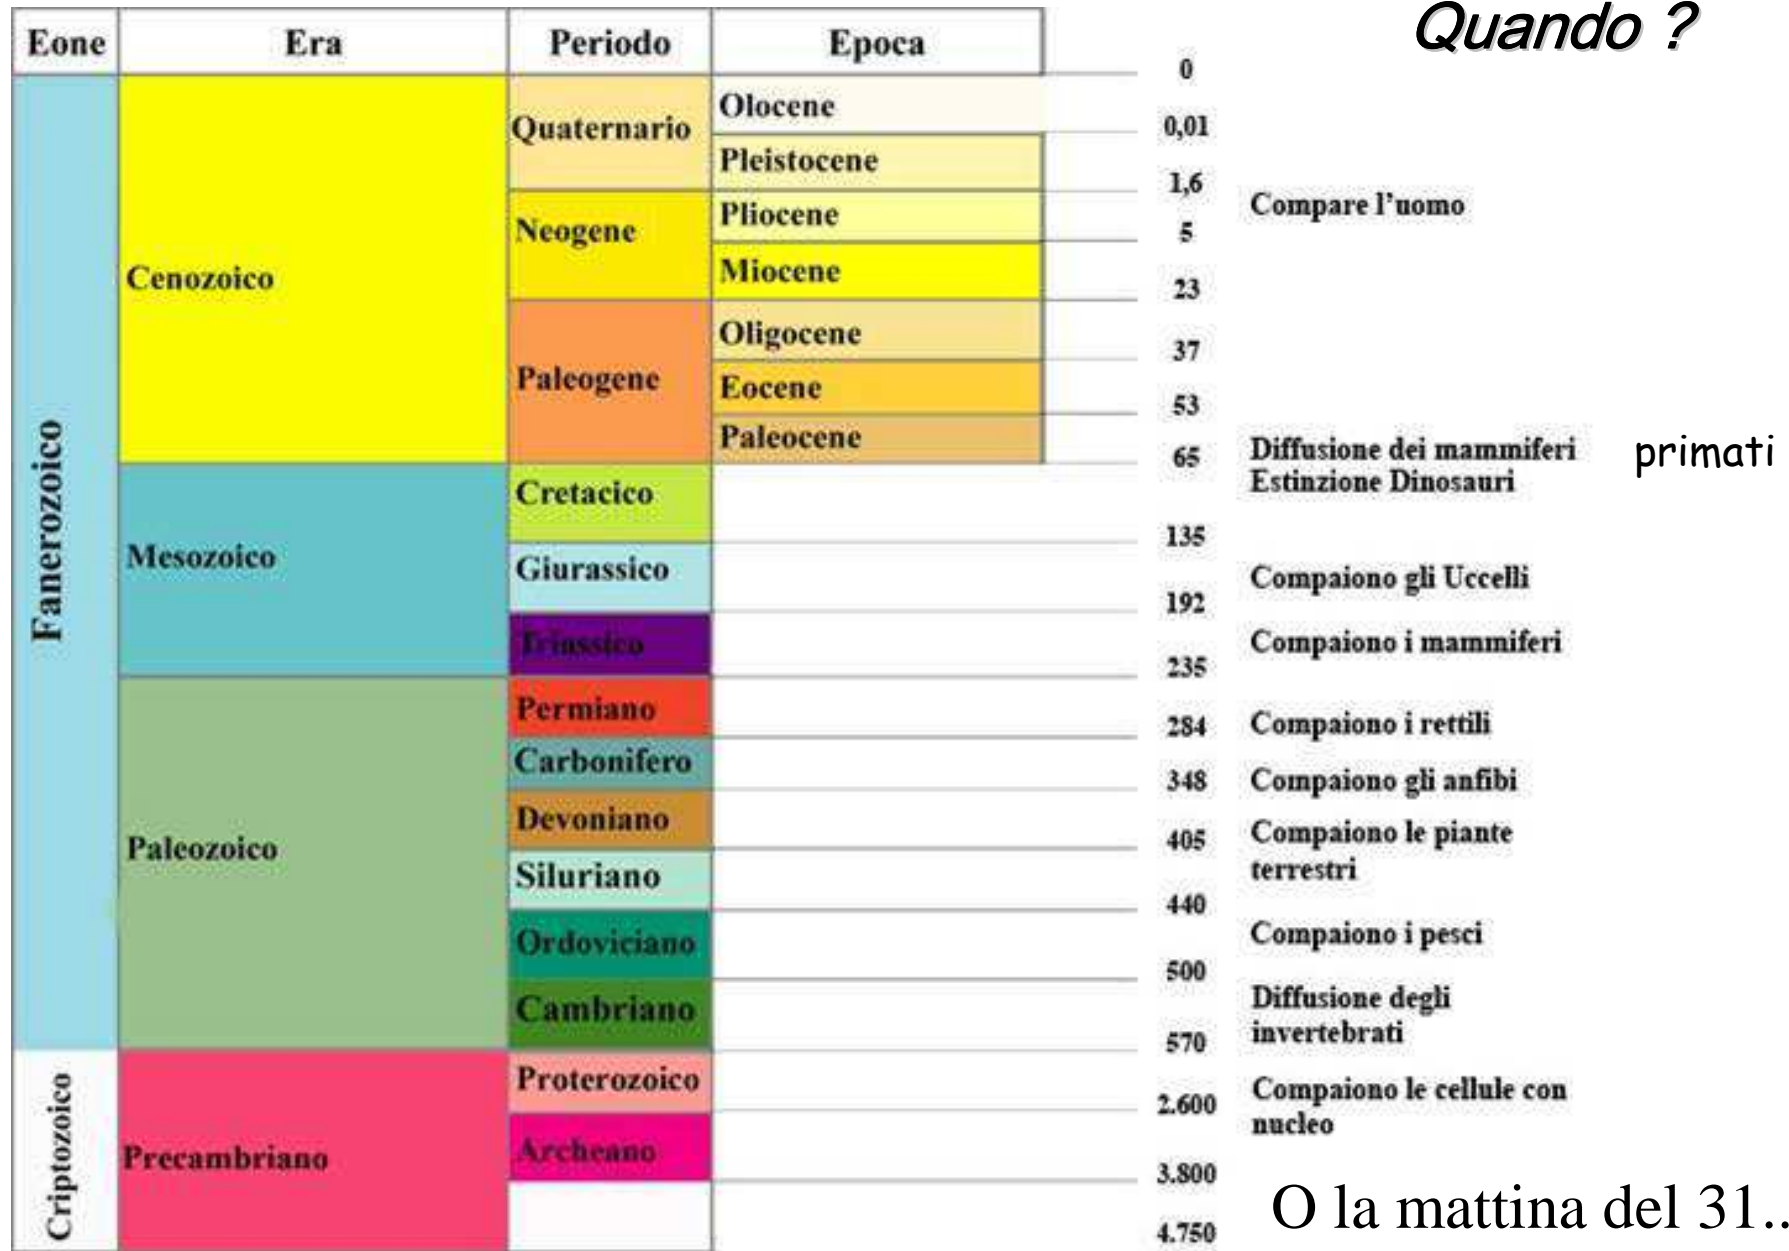 Quando ?
Eone Era Periodo Epoca
0
Fanerozoico
Cenozoico
Quaternario
Olocene
0,01
Pleistocene
1,6
Compare l'uomo
Neogene
Pliocene
5
Miocene
23
Paleogene
Oligocene
37
Eocene
53
Paleocene
65
Diffusione dei mammiferi primati
Estinzione Dinosauri
Mesozoico
Cretacico
135
Giurassico
Compaiono gli Uccelli
192
Triassico
Compaiono i mammiferi
235
Paleozoico
Permiano
284
Compaiono i rettili
Carbonifero
348
Compaiono gli anfibi
Devoniano
405
Compaiono le piante
terrestri
Siluriano
440
Ordoviciano
Compaiono i pesci
500
Cambriano
Diffusione degli
invertebrati
570
Criptozoico
Precambriano
Proterozoico
Compaiono le cellule con
nucleo
2.600
Archeano
3.800
4.750
O la mattina del 31..